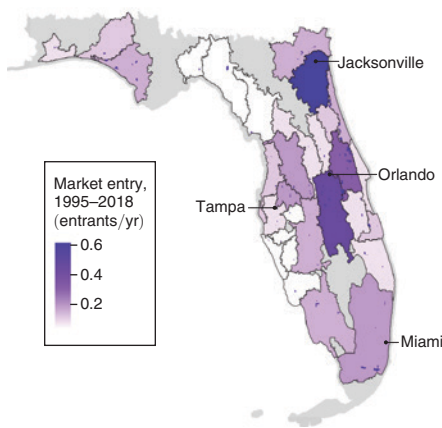 Jacksonville
Orlando
Tampa
Market entry,
1995–2018
(entrants/yr)
0.6
0.4
0.2
Miami